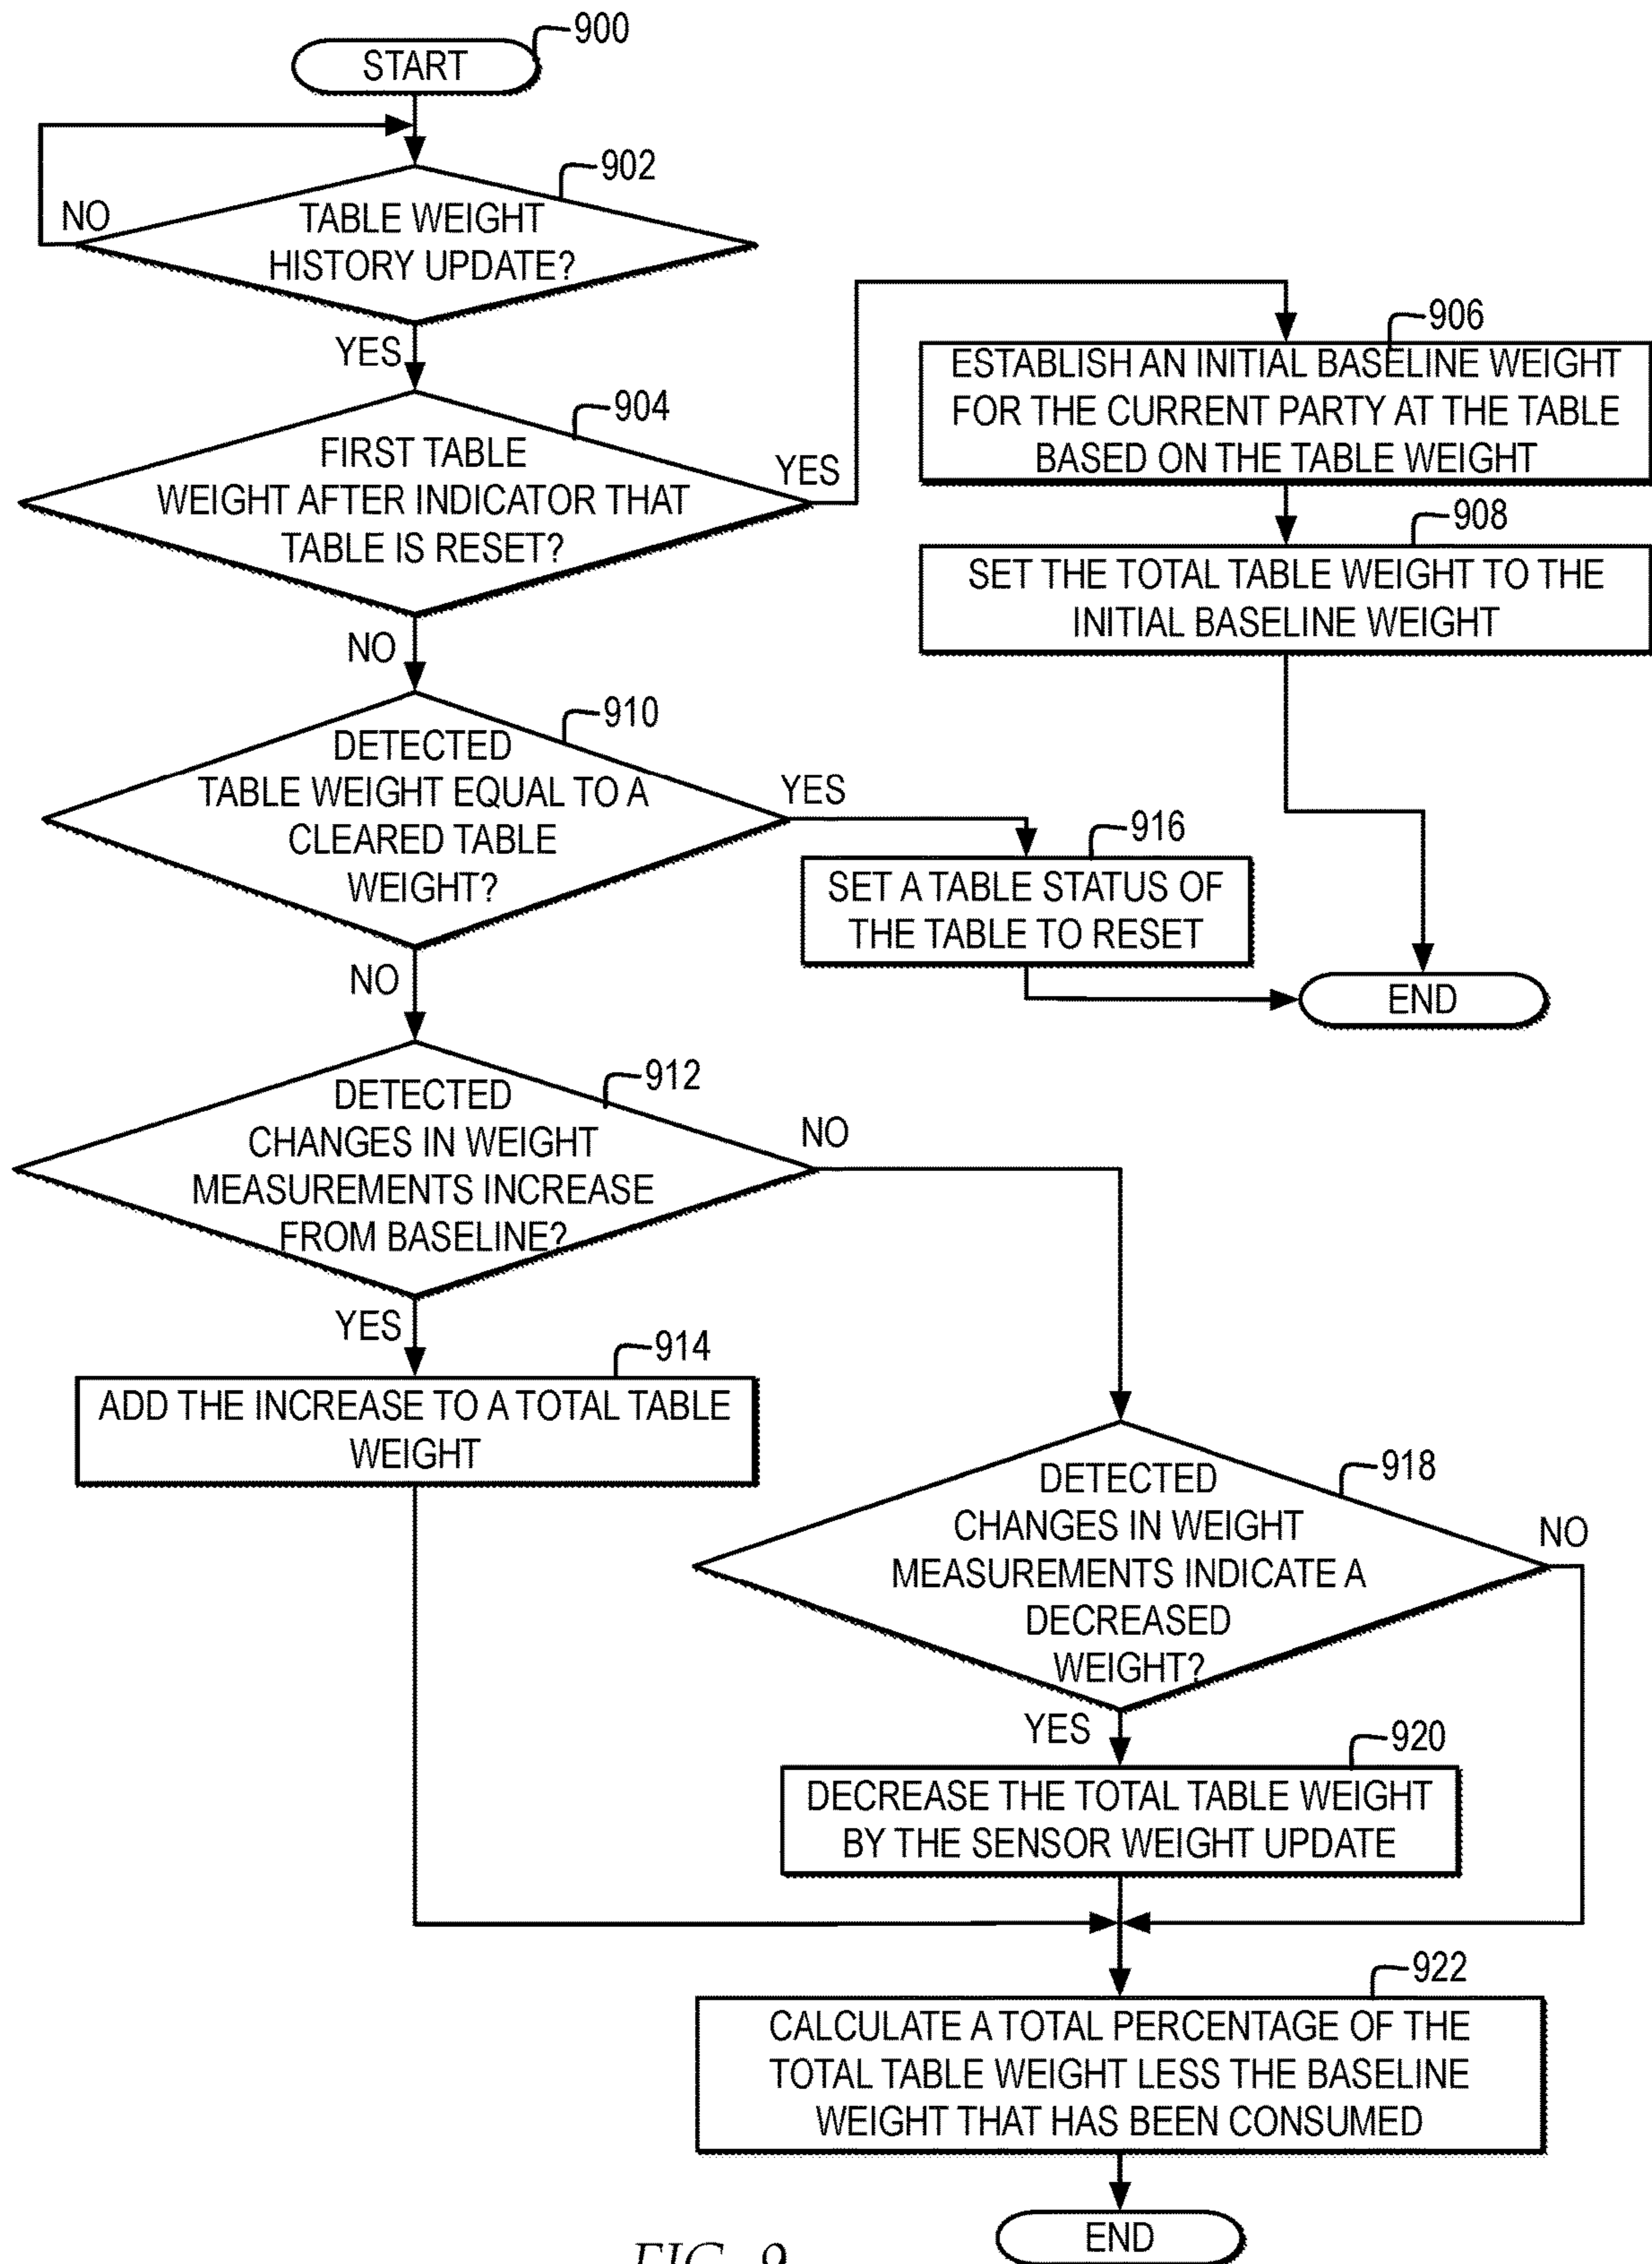 START
900
902
NO
TABLE WEIGHT
HISTORY UPDATE?
YES
904
FIRST TABLE
WEIGHT AFTER INDICATOR THAT
TABLE IS RESET?
YES
906
ESTABLISH AN INITIAL BASELINE WEIGHT
FOR THE CURRENT PARTY AT THE TABLE
BASED ON THE TABLE WEIGHT
908
SET THE TOTAL TABLE WEIGHT TO THE
INITIAL BASELINE WEIGHT
NO
910
DETECTED
TABLE WEIGHT EQUAL TO A
CLEARED TABLE
WEIGHT?
YES
916
SET A TABLE STATUS OF
THE TABLE TO RESET
END
NO
912
DETECTED
CHANGES IN WEIGHT
MEASUREMENTS INCREASE
FROM BASELINE?
NO
YES
914
ADD THE INCREASE TO A TOTAL TABLE
WEIGHT
918
DETECTED
CHANGES IN WEIGHT
MEASUREMENTS INDICATE A
DECREASED
WEIGHT?
NO
YES
920
DECREASE THE TOTAL TABLE WEIGHT
BY THE SENSOR WEIGHT UPDATE
922
CALCULATE A TOTAL PERCENTAGE OF THE
TOTAL TABLE WEIGHT LESS THE BASELINE
WEIGHT THAT HAS BEEN CONSUMED
END
FIG. 9